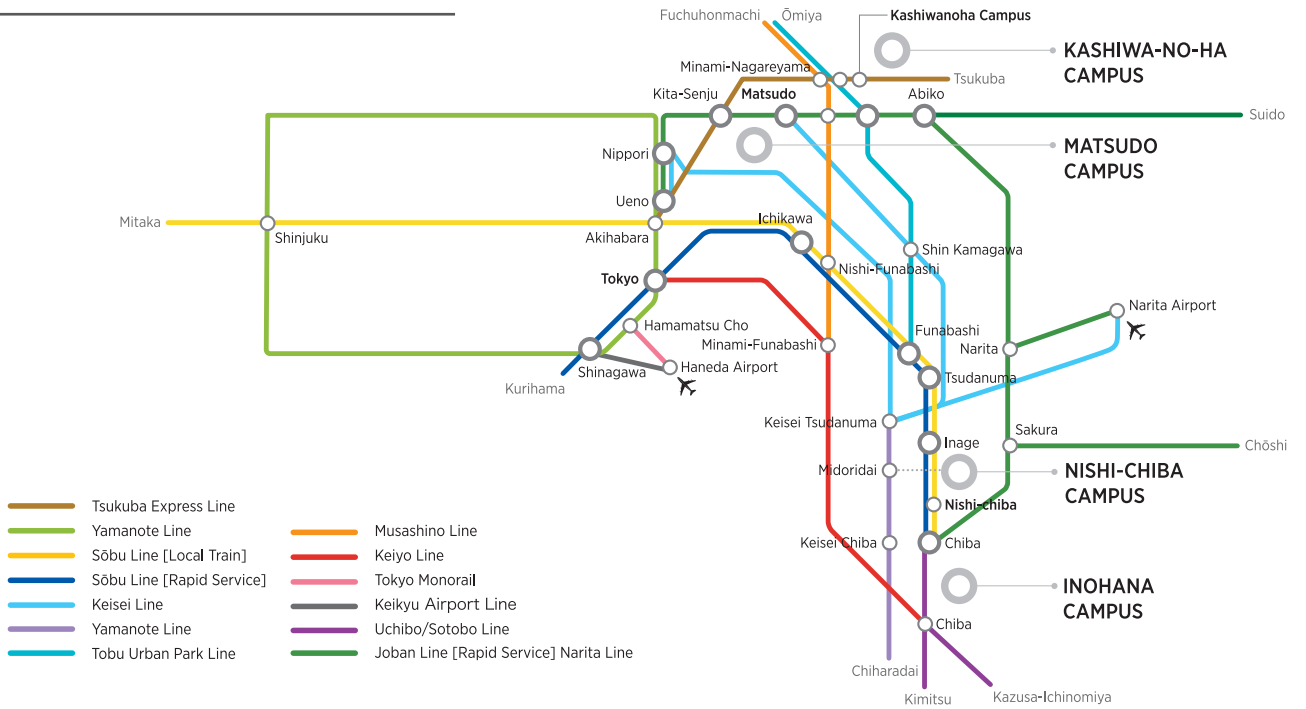 Fuchuhonmachi
Ōmiya
Kashiwanoha Campus
KASHIWA-NO-HA
CAMPUS
Minami-Nagareyama
Tsukuba
Kita-Senju
Matsudo
Abiko
Suido
MATSUDO
CAMPUS
Nippori
Ueno
Mitaka
Shinjuku
Akihabara
Ichikawa
Shin Kamagawa
Nishi-Funabashi
Tokyo
Narita Airport
Hamamatsu Cho
Funabashi
Minami-Funabashi
Narita
Shinagawa
Haneda Airport
Tsudanuma
Kurihama
Keisei Tsudanuma
Sakura
Chōshi
Inage
Midoridai
NISHI-CHIBA
CAMPUS
Nishi-chiba
Keisei Chiba
Chiba
INOHANA
CAMPUS
Chiba
Chiharadai
Kimitsu
Kazusa-Ichinomiya
Tsukuba Express Line
Yamanote Line
Sōbu Line [Local Train]
Sōbu Line [Rapid Service]
Keisei Line
Yamanote Line
Tobu Urban Park Line
Musashino Line
Keiyo Line
Tokyo Monorail
Keikyu Airport Line
Uchibo/Sotobo Line
Joban Line [Rapid Service] Narita Line